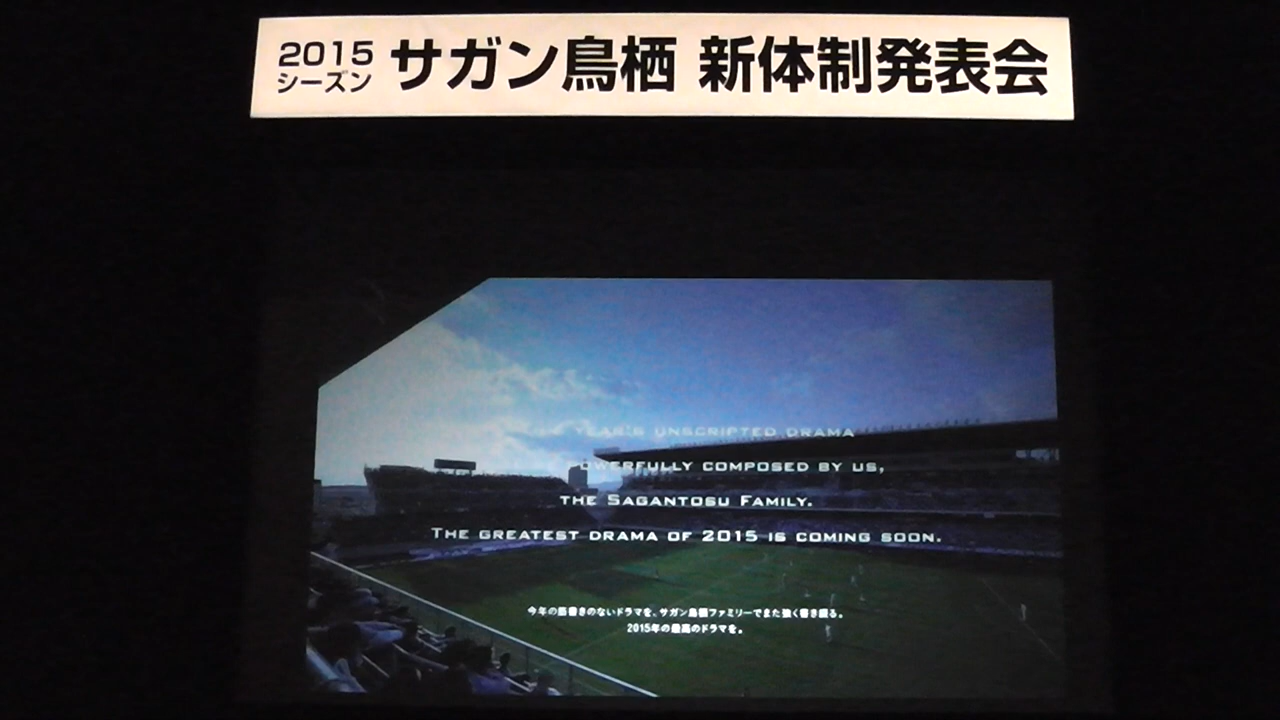 2015
シーズン
サガン鳥栖 新体制発表会
YEAR'S UNSCRIPTED DRAMA
POWERFULLY COMPOSED BY US,
THE SAGANTOSU FAMILY.
THE GREATEST DRAMA OF 2015 IS COMING SOON.
今年の筋書きのないドラマを、サガン鳥栖ファミリーでまた強く書き綴る。
2015年の最高のドラマを。